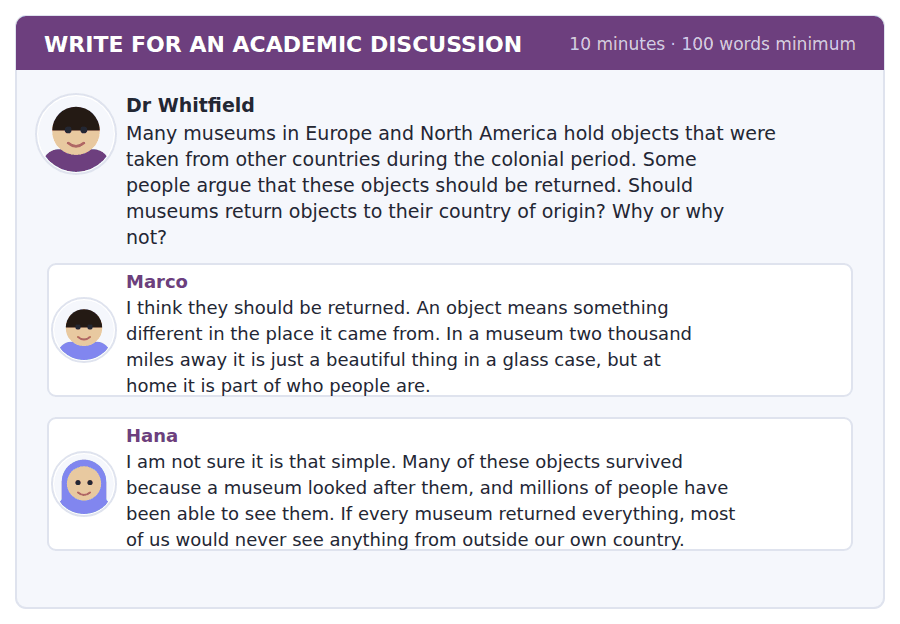 WRITE FOR AN ACADEMIC DISCUSSION
10 minutes · 100 words minimum
Dr Whitfield
Many museums in Europe and North America hold objects that were
taken from other countries during the colonial period. Some
people argue that these objects should be returned. Should
museums return objects to their country of origin? Why or why
not?
Marco
I think they should be returned. An object means something
different in the place it came from. In a museum two thousand
miles away it is just a beautiful thing in a glass case, but at
home it is part of who people are.
Hana
I am not sure it is that simple. Many of these objects survived
because a museum looked after them, and millions of people have
been able to see them. If every museum returned everything, most
of us would never see anything from outside our own country.